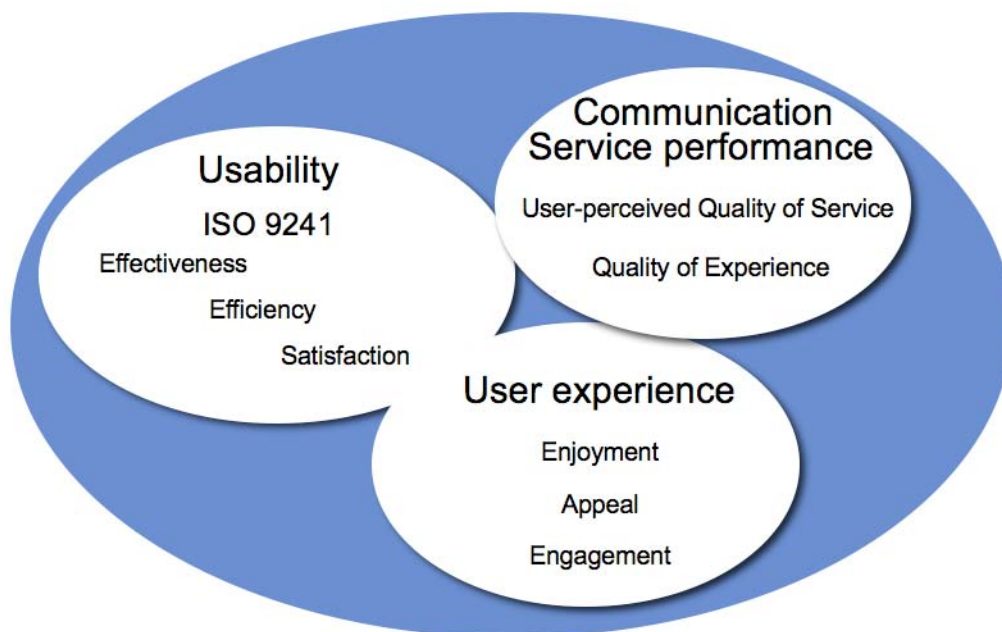 Usability
ISO 9241
Effectiveness
Efficiency
Satisfaction
Communication
Service performance
User-perceived Quality of Service
Quality of Experience
User experience
Enjoyment
Appeal
Engagement